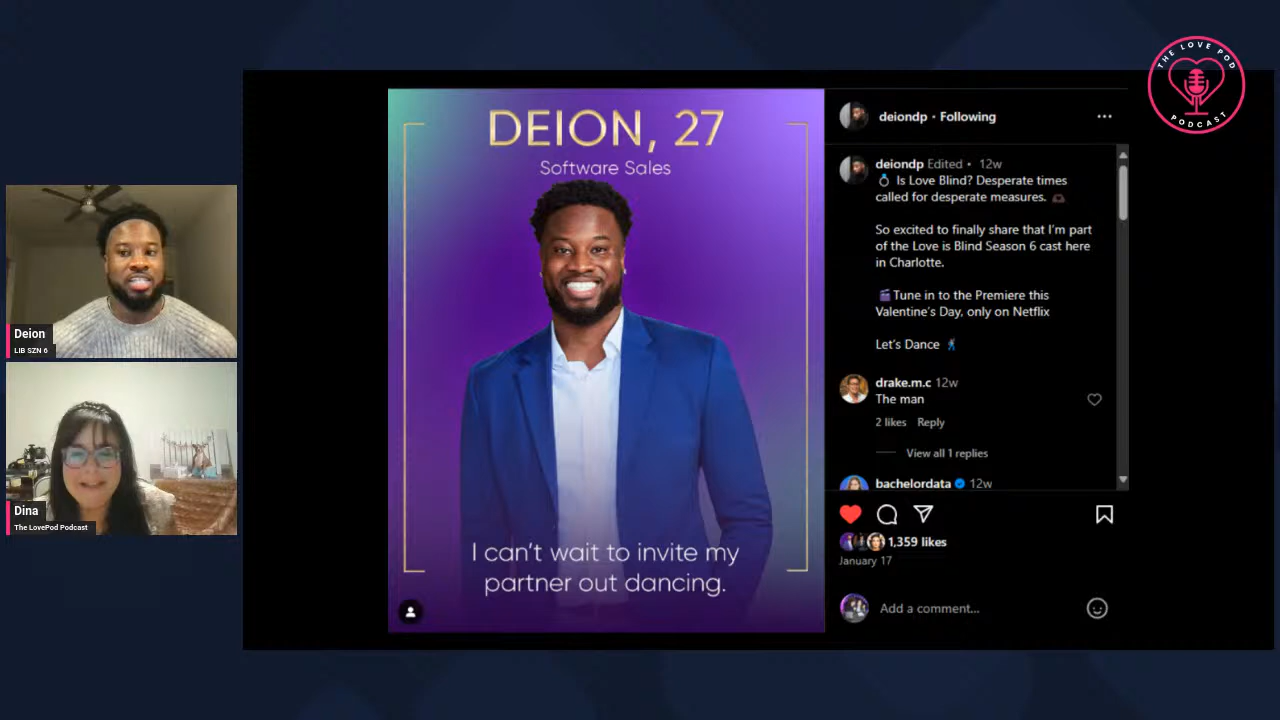 THE LOVE POD
PODCAST
Deion
LIB SZN 6
Dina
The LovePod Podcast
DEION, 27
Software Sales
I can't wait to invite my
partner out dancing.
deiondp • Following
deiondp Edited • 12w
💍 Is Love Blind? Desperate times
called for desperate measures.
So excited to finally share that I'm part
of the Love is Blind Season 6 cast here
in Charlotte.
🎬Tune in to the Premiere this
Valentine's Day, only on Netflix
Let's Dance 🕺🏿
drake.m.c 12w
The man
2 likes Reply
View all 1 replies
bachelordata 12w
1,359 likes
January 17
Add a comment...